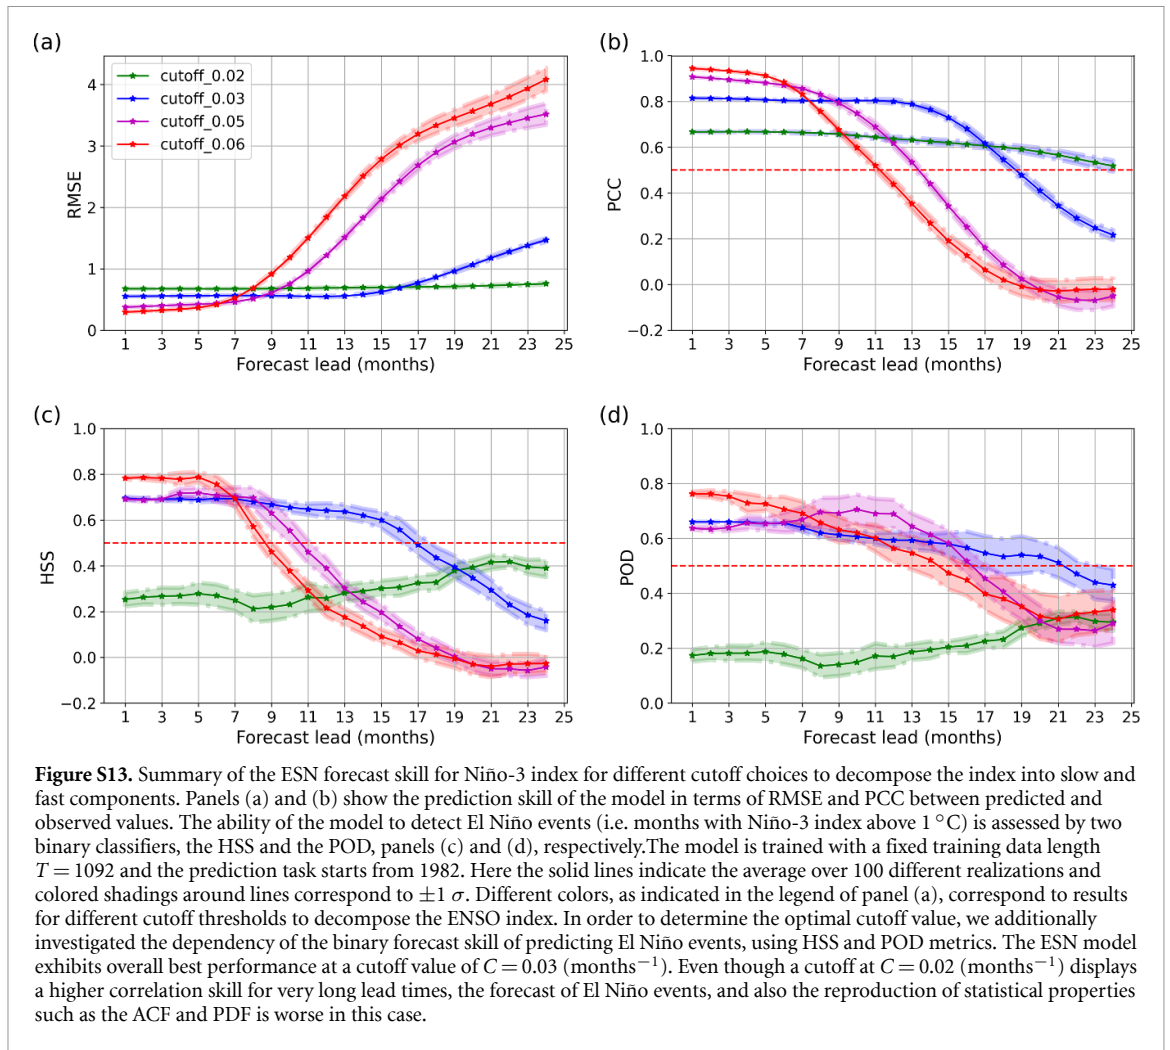 (a)
RMSE
4
3
2
1
0
cutoff_0.02
cutoff_0.03
cutoff_0.05
cutoff_0.06
1 3 5 7 9 11 13 15 17 19 21 23 25
Forecast lead (months)
(b)
PCC
1.0
0.8
0.6
0.4
0.2
0.0
−0.2
1 3 5 7 9 11 13 15 17 19 21 23 25
Forecast lead (months)
(c)
HSS
1.0
0.8
0.6
0.4
0.2
0.0
−0.2
1 3 5 7 9 11 13 15 17 19 21 23 25
Forecast lead (months)
(d)
POD
1.0
0.8
0.6
0.4
0.2
0.0
1 3 5 7 9 11 13 15 17 19 21 23 25
Forecast lead (months)
Figure S13. Summary of the ESN forecast skill for Niño-3 index for different cutoff choices to decompose the index into slow and
fast components. Panels (a) and (b) show the prediction skill of the model in terms of RMSE and PCC between predicted and
observed values. The ability of the model to detect El Niño events (i.e. months with Niño-3 index above 1 °C) is assessed by two
binary classifiers, the HSS and the POD, panels (c) and (d), respectively.The model is trained with a fixed training data length
T = 1092 and the prediction task starts from 1982. Here the solid lines indicate the average over 100 different realizations and
colored shadings around lines correspond to ±1 σ. Different colors, as indicated in the legend of panel (a), correspond to results
for different cutoff thresholds to decompose the ENSO index. In order to determine the optimal cutoff value, we additionally
investigated the dependency of the binary forecast skill of predicting El Niño events, using HSS and POD metrics. The ESN model
exhibits overall best performance at a cutoff value of C = 0.03 (months⁻¹). Even though a cutoff at C = 0.02 (months⁻¹) displays
a higher correlation skill for very long lead times, the forecast of El Niño events, and also the reproduction of statistical properties
such as the ACF and PDF is worse in this case.